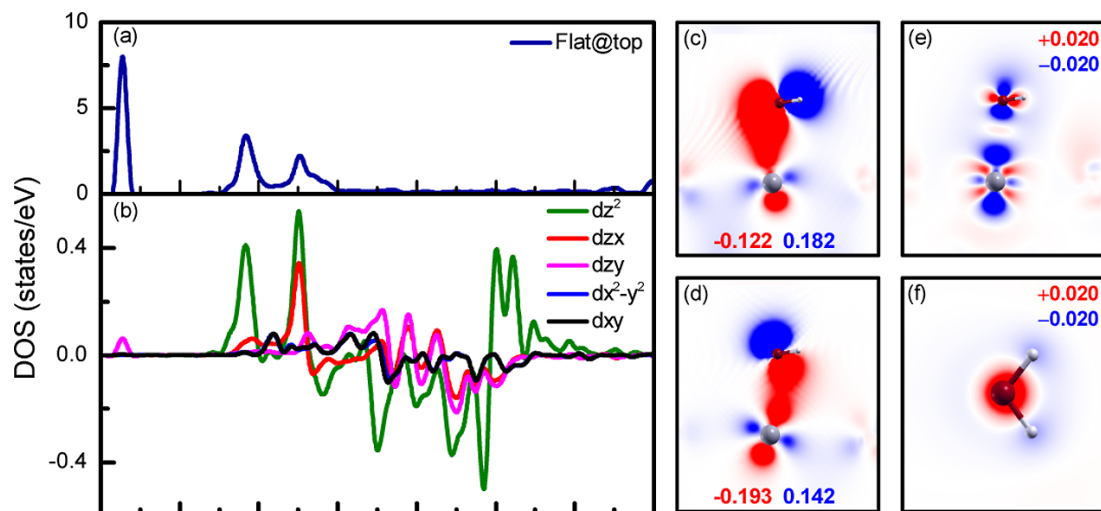 DOS (states/eV)
(a)
Flat@top
10
5
0
(b)
dz²
dzx
dzy
dx²-y²
dxy
0.4
0.0
-0.4
(c)
-0.122 0.182
(d)
-0.193 0.142
(e)
+0.020
−0.020
(f)
+0.020
−0.020